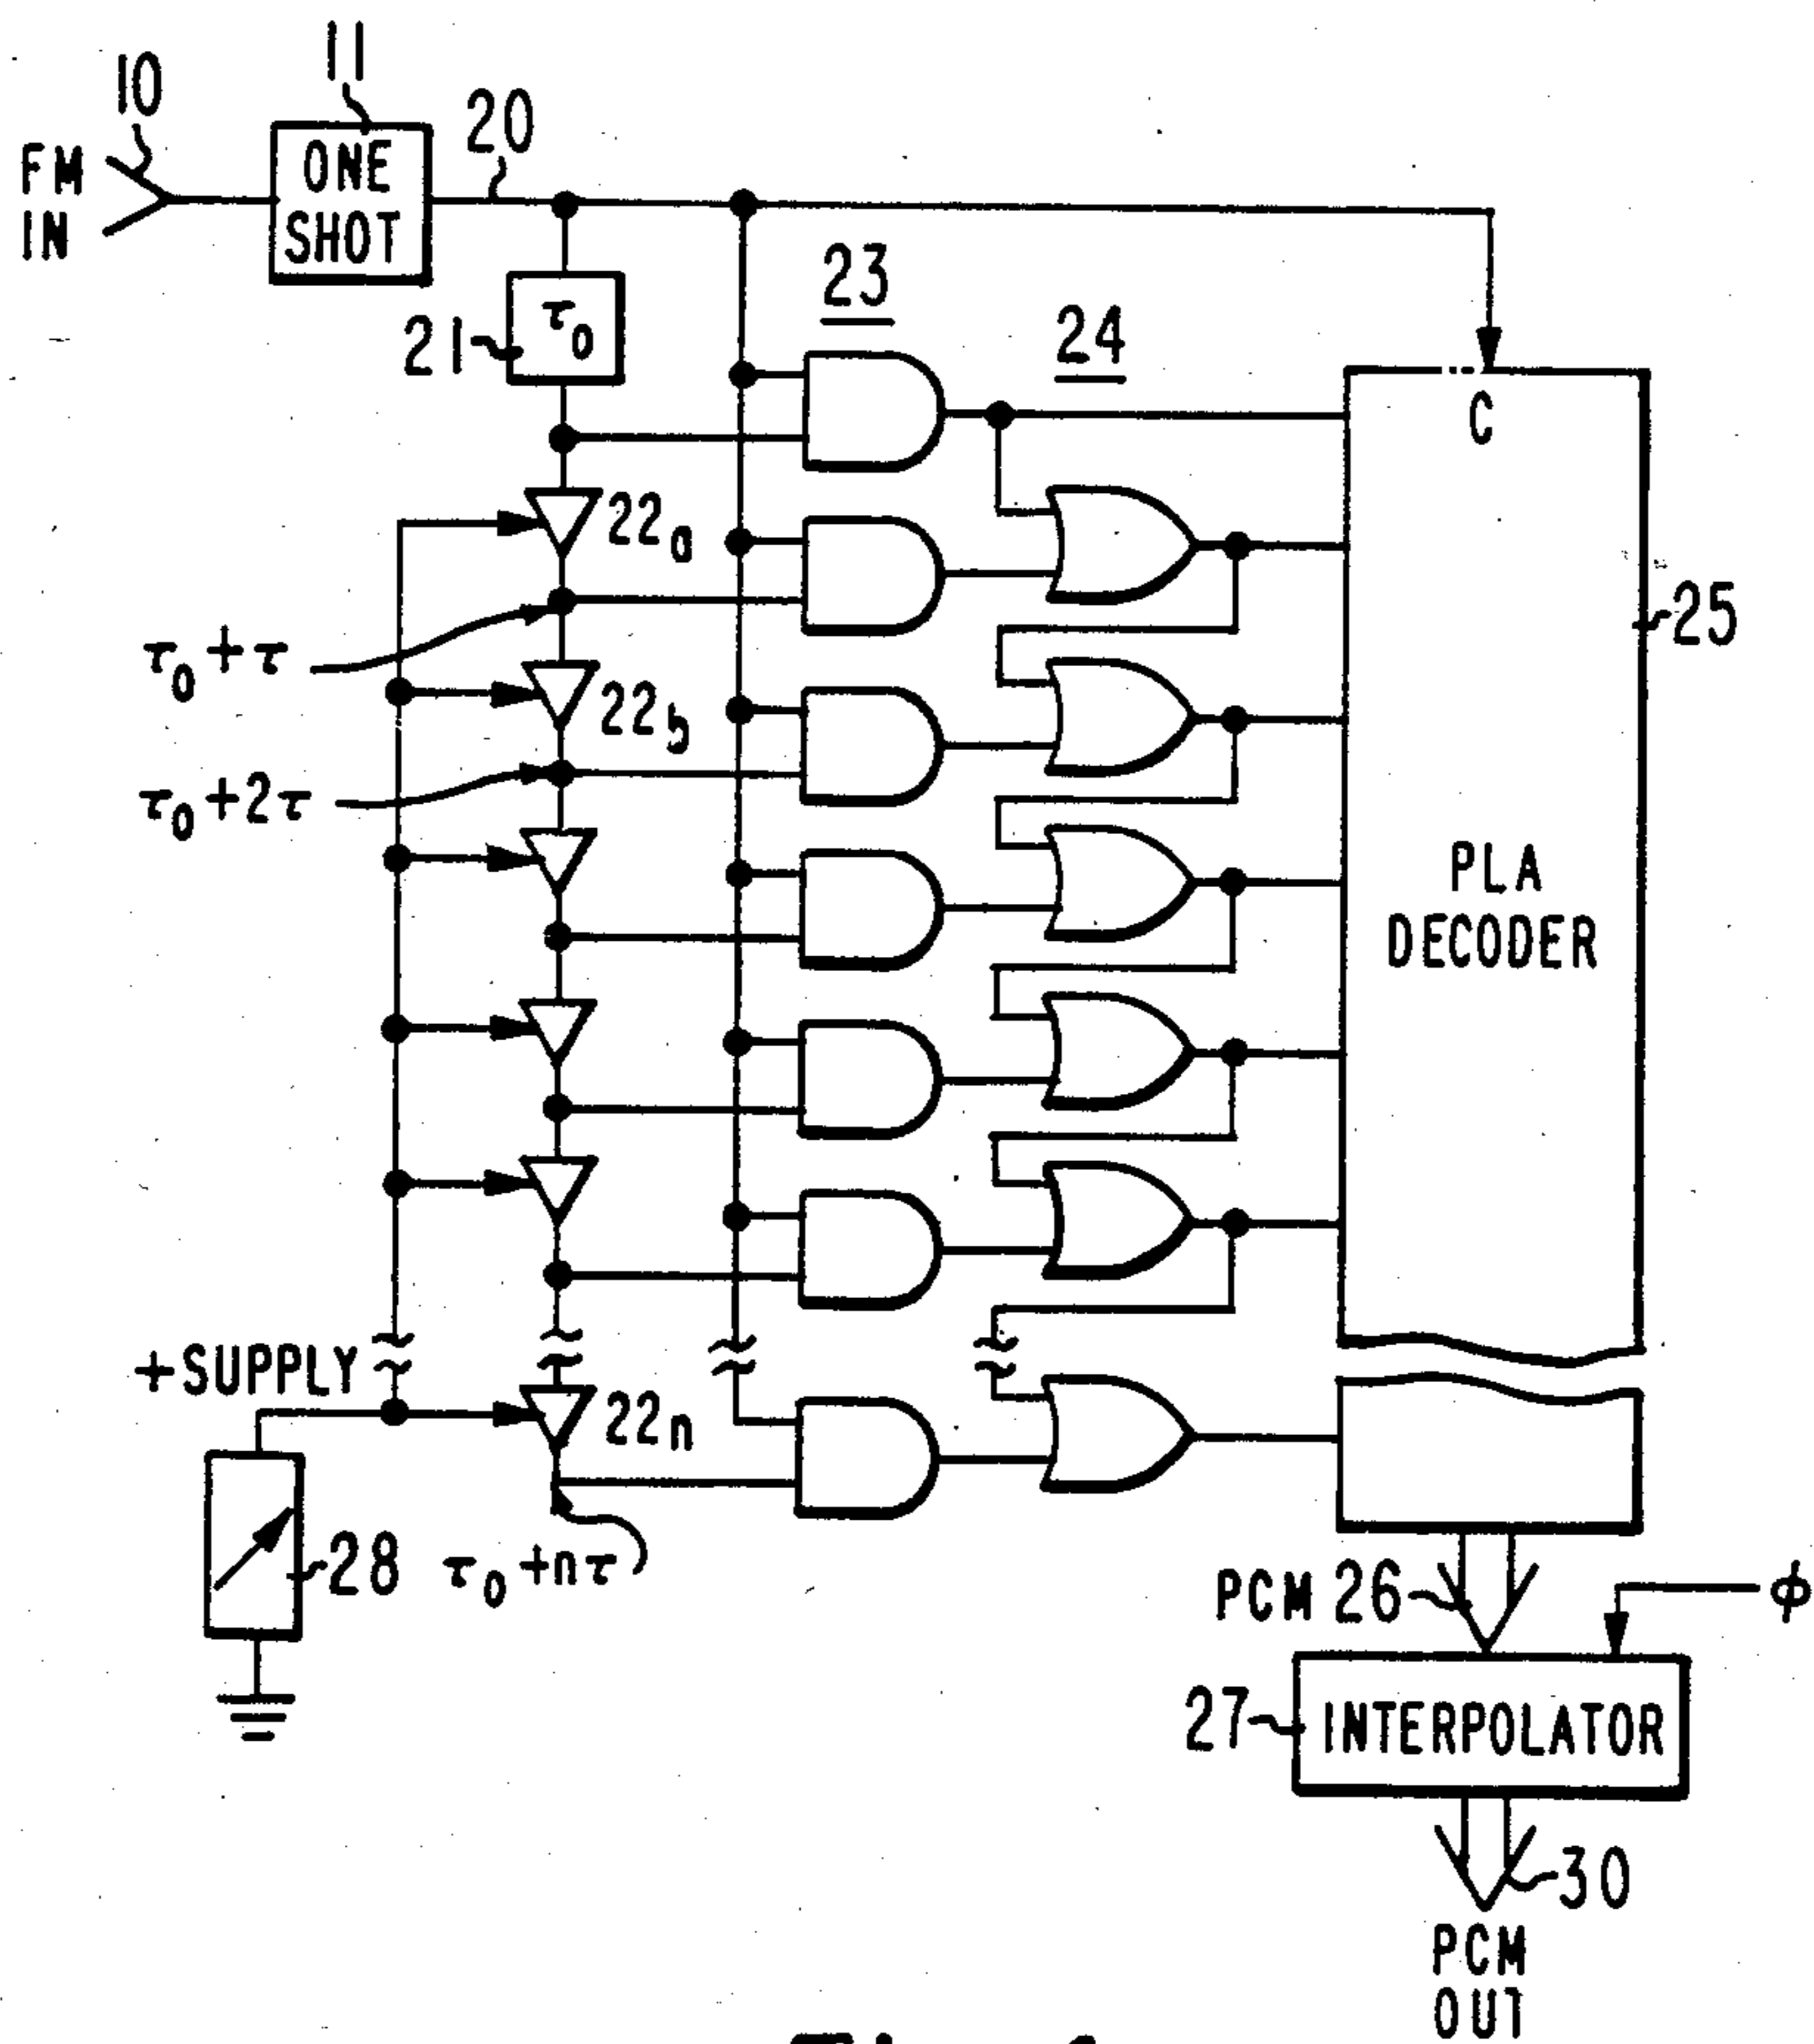 10
11
20
FM
IN
ONE
SHOT
21
τ₀
23
24
C
22a
τ₀+τ
25
22b
τ₀+2τ
PLA
DECODER
+SUPPLY
22n
28
τ₀+nτ
PCM 26
φ
27
INTERPOLATOR
30
PCM
OUT